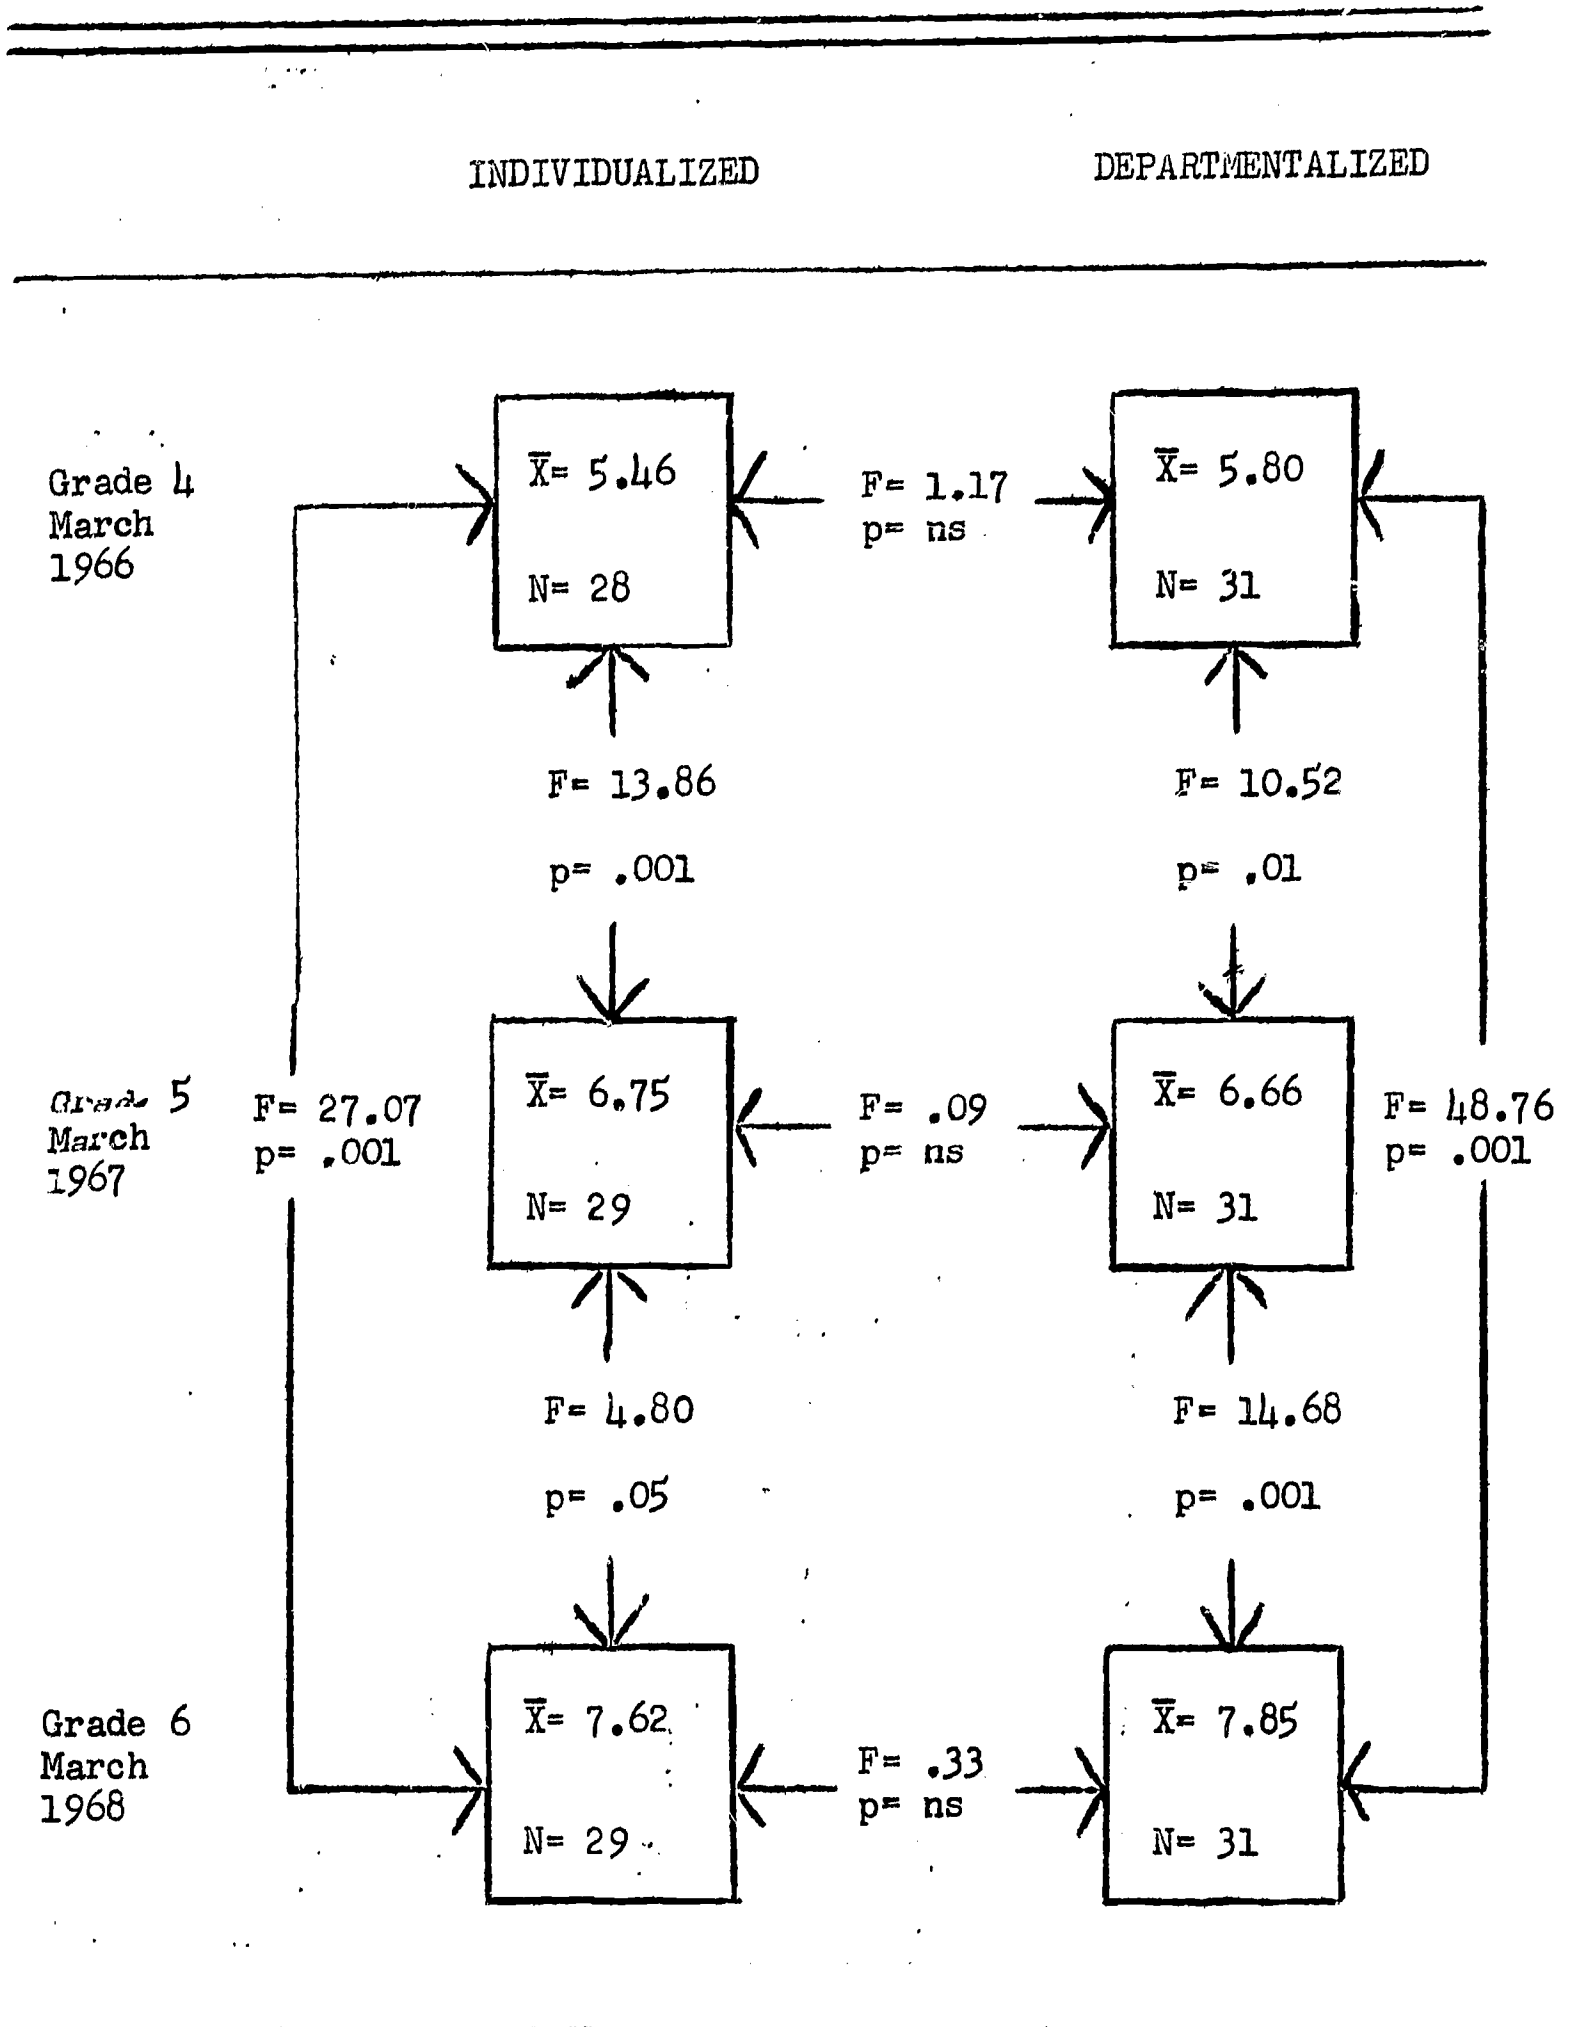 INDIVIDUALIZED DEPARTMENTALIZED
Grade 4
March
1966
X̅= 5.46
N= 28
F= 1.17
p= ns
X̅= 5.80
N= 31
F= 13.86
p= .001
F= 10.52
p= .01
Grade 5
March
1967
F= 27.07
p= .001
X̅= 6.75
N= 29
F= .09
p= ns
X̅= 6.66
N= 31
F= 48.76
p= .001
F= 4.80
p= .05
F= 14.68
p= .001
Grade 6
March
1968
X̅= 7.62
N= 29
F= .33
p= ns
X̅= 7.85
N= 31